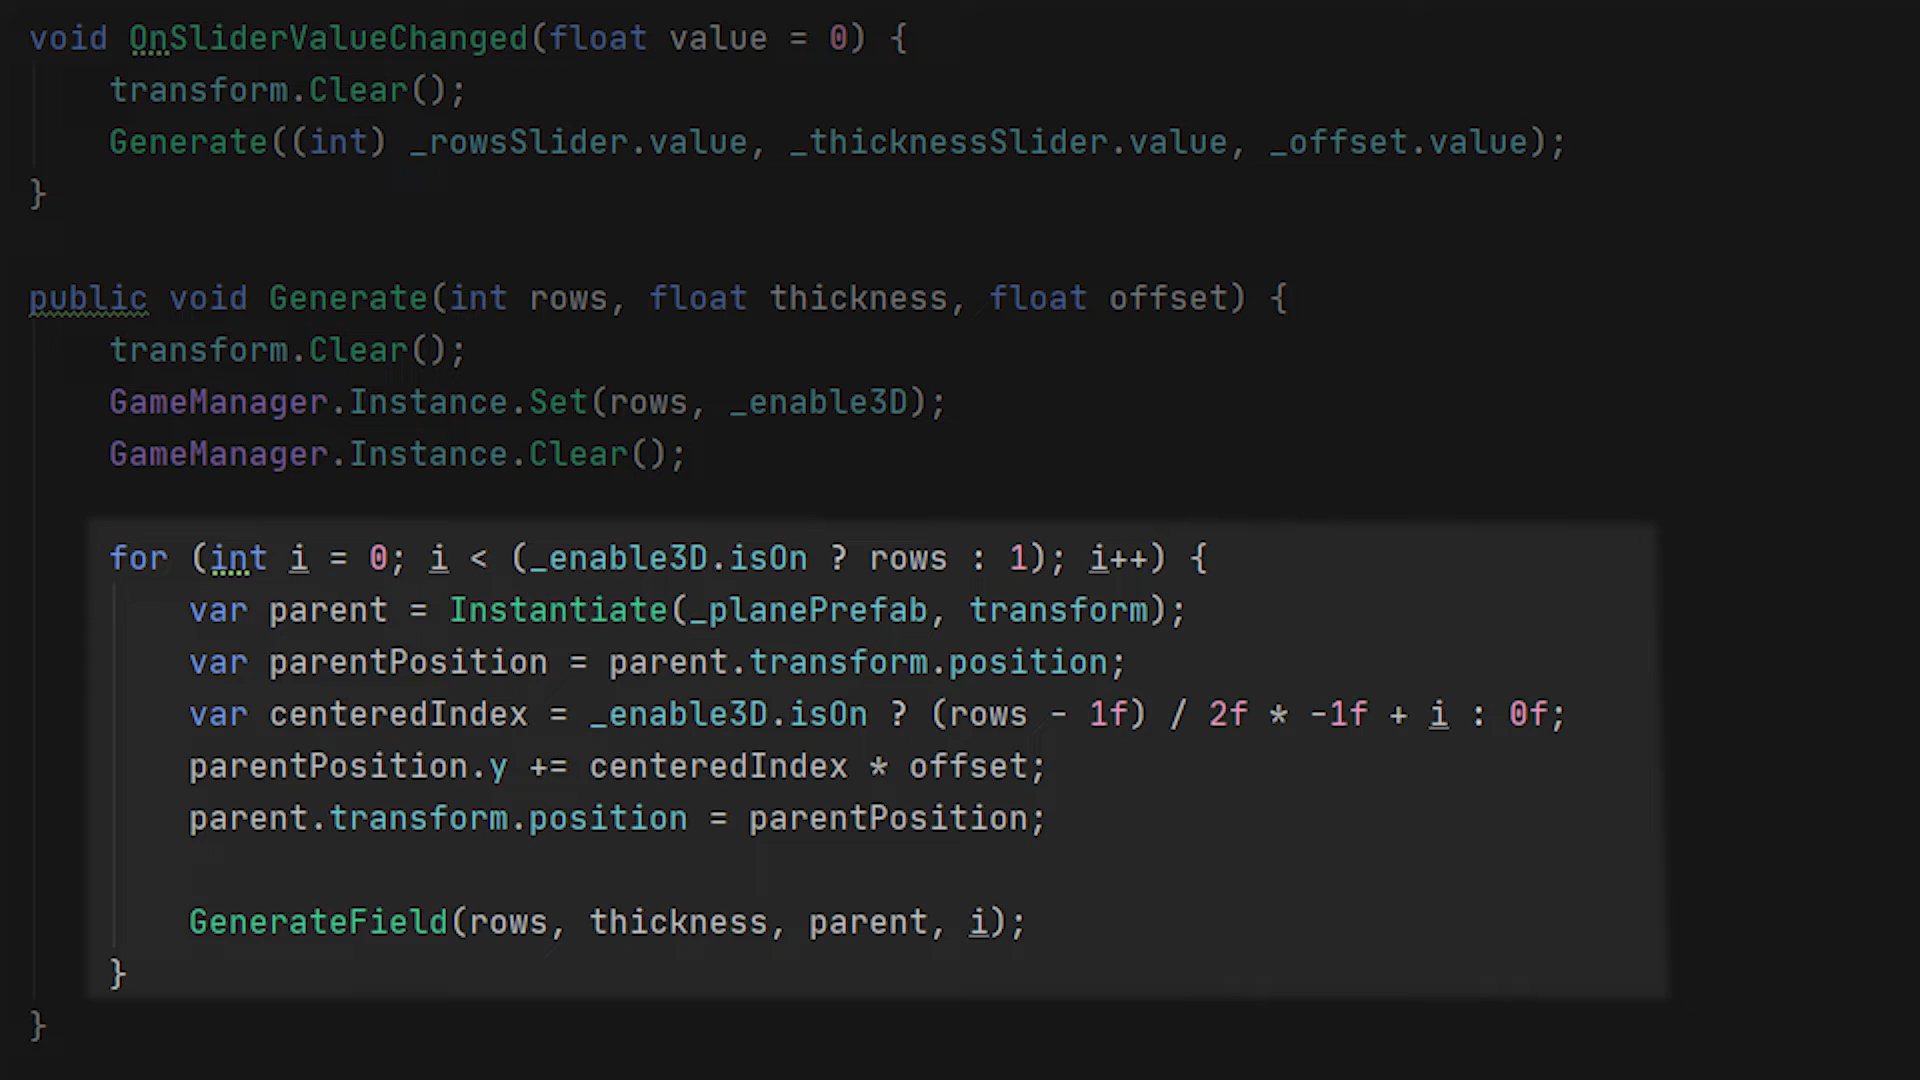 void OnSliderValueChanged(float value = 0) {
transform.Clear();
Generate((int) _rowsSlider.value, _thicknessSlider.value, _offset.value);
}
public void Generate(int rows, float thickness, float offset) {
transform.Clear();
GameManager.Instance.Set(rows, _enable3D);
GameManager.Instance.Clear();
for (int i = 0; i < (_enable3D.isOn ? rows : 1); i++) {
var parent = Instantiate(_planePrefab, transform);
var parentPosition = parent.transform.position;
var centeredIndex = _enable3D.isOn ? (rows - 1f) / 2f * -1f + i : 0f;
parentPosition.y += centeredIndex * offset;
parent.transform.position = parentPosition;
GenerateField(rows, thickness, parent, i);
}
}